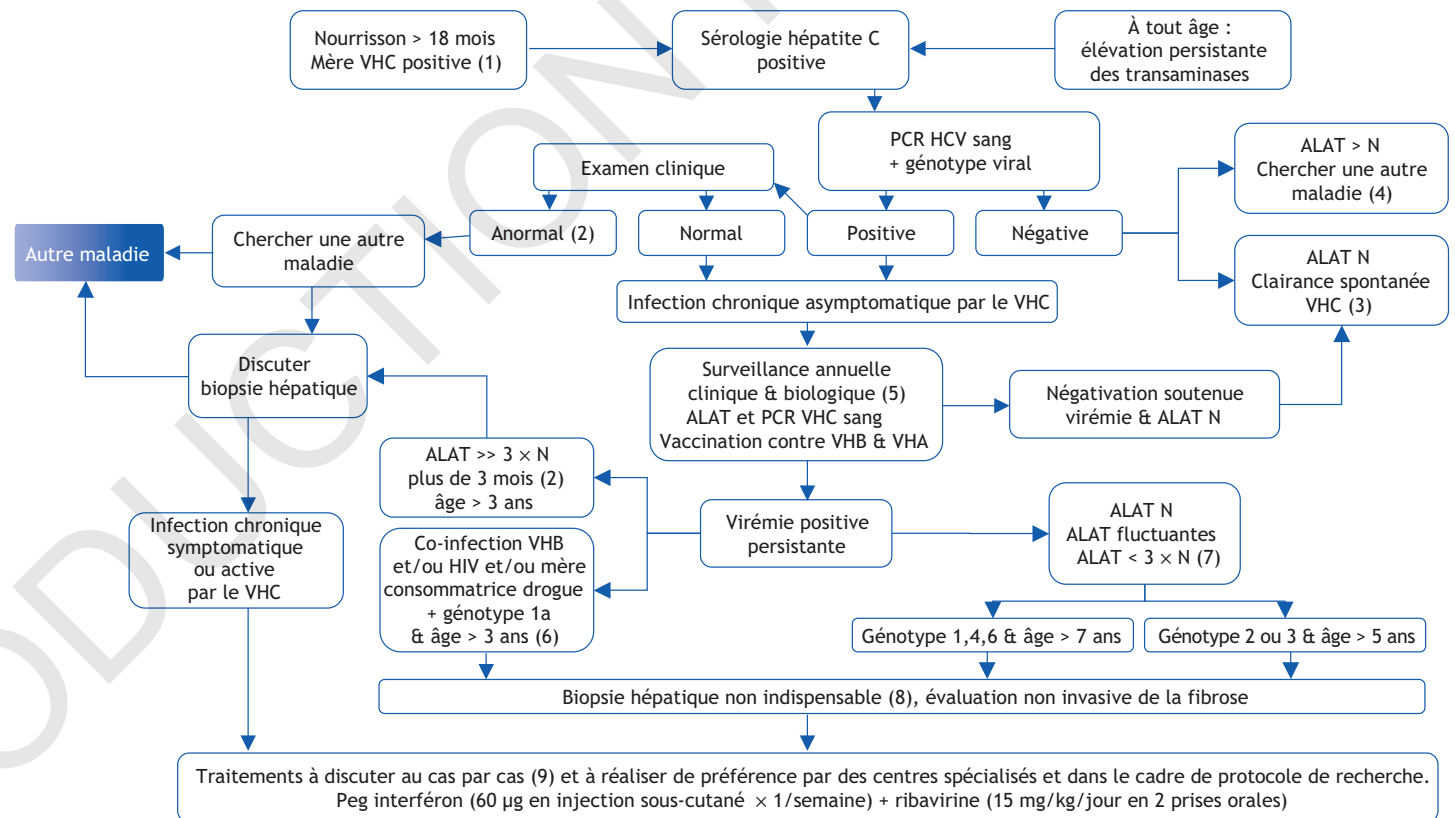 Nourrisson > 18 mois
Mère VHC positive (1)
Sérologie hépatite C
positive
À tout âge :
élévation persistante
des transaminases
PCR HCV sang
+ génotype viral
Examen clinique
ALAT > N
Chercher une autre
maladie (4)
Autre maladie
Chercher une autre
maladie
Anormal (2)
Normal
Positive
Négative
ALAT N
Clairance spontanée
VHC (3)
Infection chronique asymptomatique par le VHC
Discuter
biopsie hépatique
Surveillance annuelle
clinique & biologique (5)
ALAT et PCR VHC sang
Vaccination contre VHB & VHA
Négativation soutenue
virémie & ALAT N
ALAT >> 3 × N
plus de 3 mois (2)
âge > 3 ans
Infection chronique
symptomatique
ou active
par le VHC
Virémie positive
persistante
ALAT N
ALAT fluctuantes
ALAT < 3 × N (7)
Co-infection VHB
et/ou HIV et/ou mère
consommatrice drogue
+ génotype 1a
& âge > 3 ans (6)
Génotype 1,4,6 & âge > 7 ans
Génotype 2 ou 3 & âge > 5 ans
Biopsie hépatique non indispensable (8), évaluation non invasive de la fibrose
Traitements à discuter au cas par cas (9) et à réaliser de préférence par des centres spécialisés et dans le cadre de protocole de recherche.
Peg interféron (60 µg en injection sous-cutané × 1/semaine) + ribavirine (15 mg/kg/jour en 2 prises orales)
ODUCTION